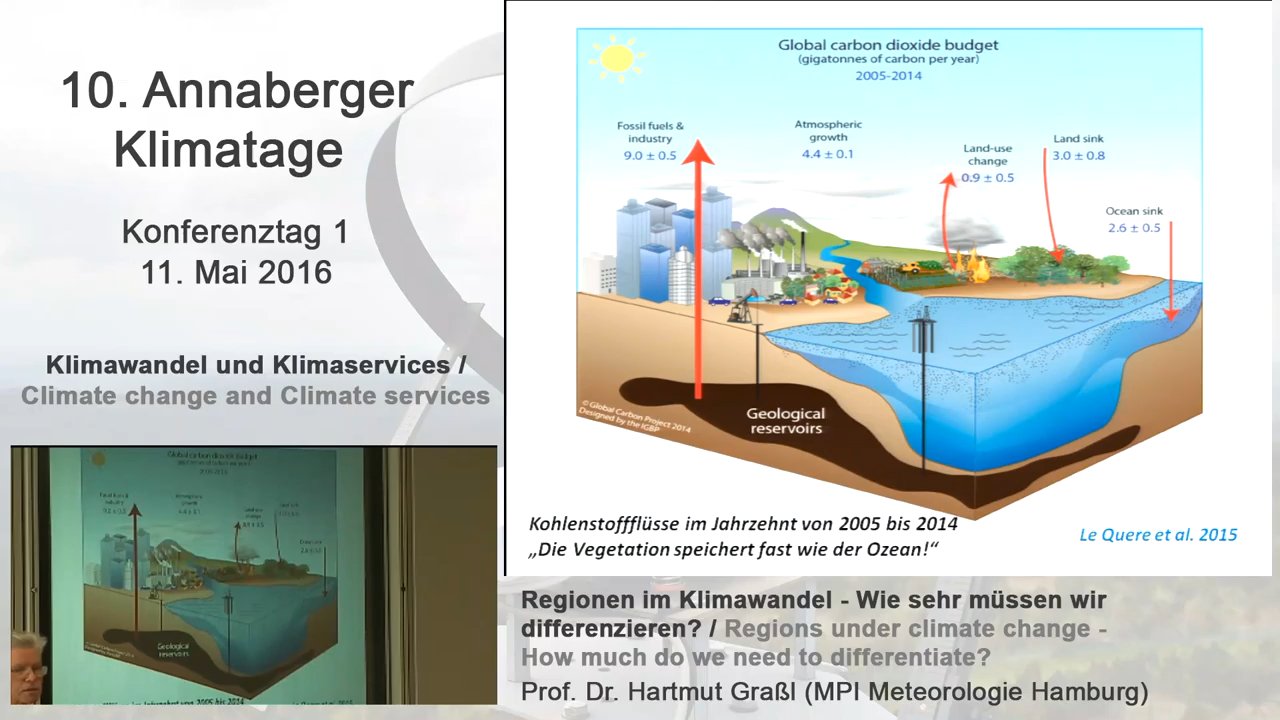 10. Annaberger
Klimatage
Konferenztag 1
11. Mai 2016
Klimawandel und Klimaservices /
Climate change and Climate services
Global carbon dioxide budget
(gigatonnes of carbon per year)
2005-2014
Fossil fuels &
industry
9.0 ± 0.5
Atmospheric
growth
4.4 ± 0.1
Land-use
change
0.9 ± 0.5
Land sink
3.0 ± 0.8
Ocean sink
2.6 ± 0.5
Geological
reservoirs
© Global Carbon Project 2014
Designed by the IGBP
Kohlenstoffflüsse im Jahrzehnt von 2005 bis 2014
„Die Vegetation speichert fast wie der Ozean!“
Le Quere et al. 2015
Global carbon dioxide budget
Geological
reservoirs
Regionen im Klimawandel - Wie sehr müssen wir
differenzieren? / Regions under climate change -
How much do we need to differentiate?
Prof. Dr. Hartmut Graßl (MPI Meteorologie Hamburg)